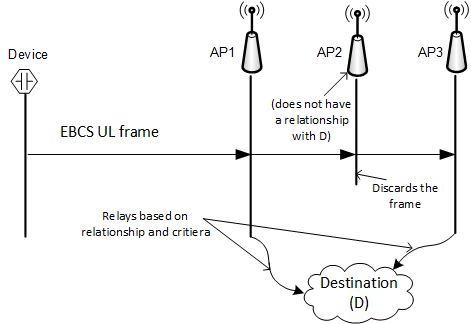 Device
AP1
AP2
AP3
(does not have
a relationship
with D)
EBCS UL frame
Discards the
frame
Relays based on
relationship and critiera
Destination
(D)